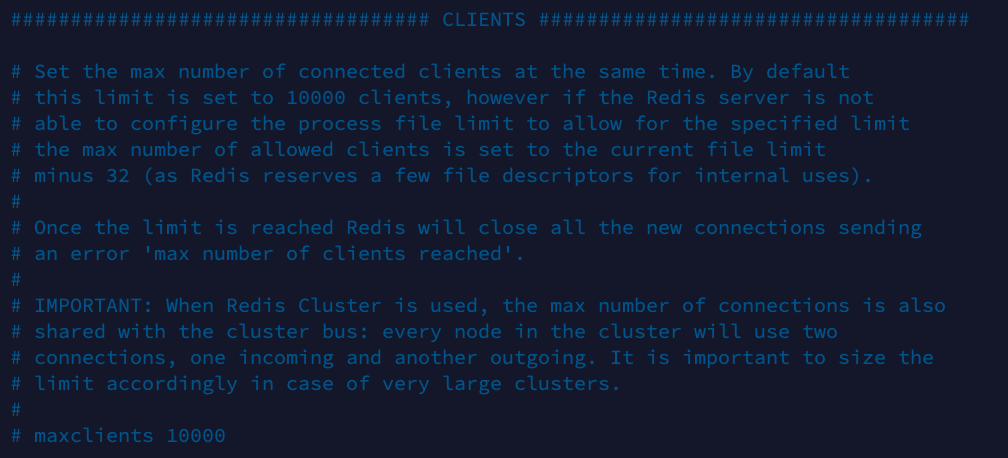 ################################### CLIENTS ####################################

# Set the max number of connected clients at the same time. By default
# this limit is set to 10000 clients, however if the Redis server is not
# able to configure the process file limit to allow for the specified limit
# the max number of allowed clients is set to the current file limit
# minus 32 (as Redis reserves a few file descriptors for internal uses).
#
# Once the limit is reached Redis will close all the new connections sending
# an error 'max number of clients reached'.
#
# IMPORTANT: When Redis Cluster is used, the max number of connections is also
# shared with the cluster bus: every node in the cluster will use two
# connections, one incoming and another outgoing. It is important to size the
# limit accordingly in case of very large clusters.
#
# maxclients 10000